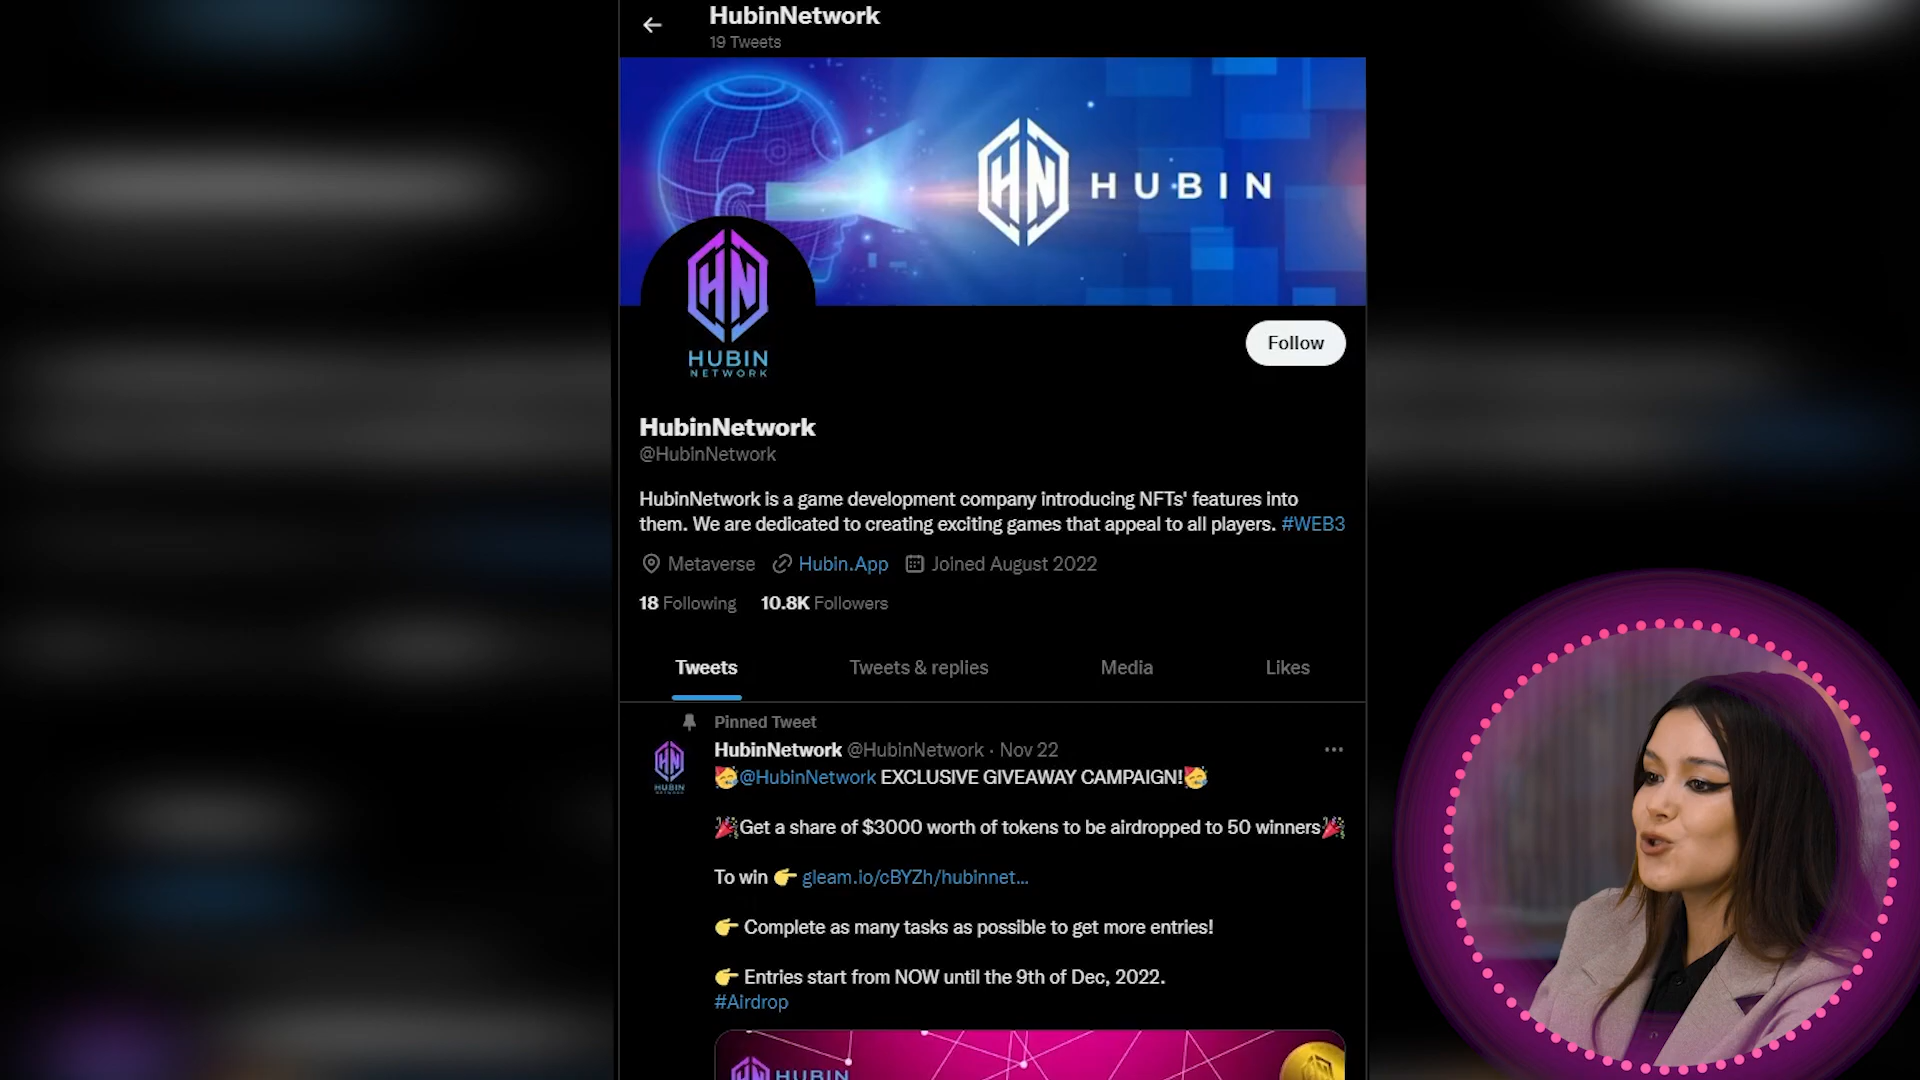 HubinNetwork
19 Tweets
HN HUBIN
HN
HUBIN
NETWORK
Follow
HubinNetwork
@HubinNetwork
HubinNetwork is a game development company introducing NFTs' features into
them. We are dedicated to creating exciting games that appeal to all players. #WEB3
Metaverse Hubin.App Joined August 2022
18 Following 10.8K Followers
Tweets Tweets & replies Media Likes
Pinned Tweet
HubinNetwork @HubinNetwork · Nov 22
HN
HUBIN
🥳@HubinNetwork EXCLUSIVE GIVEAWAY CAMPAIGN!🥳
🎉Get a share of $3000 worth of tokens to be airdropped to 50 winners🎉
To win 👉 gleam.io/cBYZh/hubinnet...
👉 Complete as many tasks as possible to get more entries!
👉 Entries start from NOW until the 9th of Dec, 2022.
#Airdrop
HN HUBIN